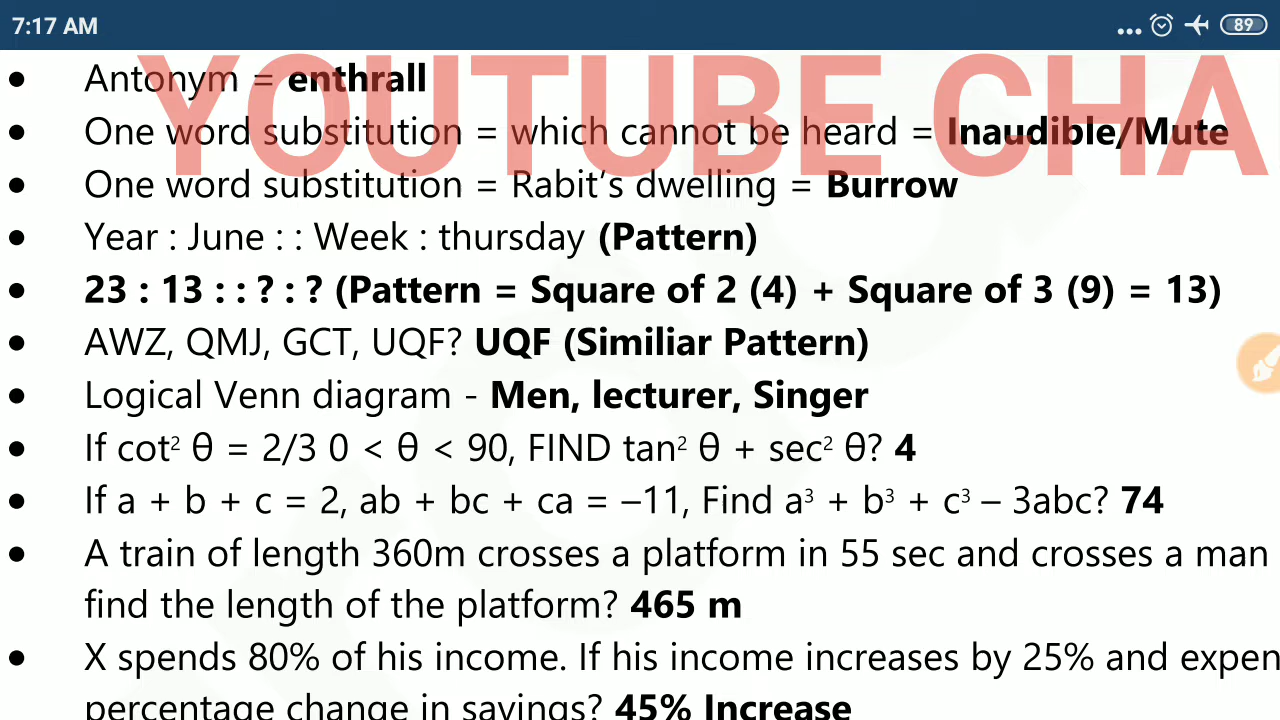 7:17 AM
89
YOUTUBE CHA
• Antonym = enthrall
• One word substitution = which cannot be heard = Inaudible/Mute
• One word substitution = Rabit's dwelling = Burrow
• Year : June : : Week : thursday (Pattern)
• 23 : 13 : : ? : ? (Pattern = Square of 2 (4) + Square of 3 (9) = 13)
• AWZ, QMJ, GCT, UQF? UQF (Similiar Pattern)
• Logical Venn diagram - Men, lecturer, Singer
• If cot² θ = 2/3 0 < θ < 90, FIND tan² θ + sec² θ? 4
• If a + b + c = 2, ab + bc + ca = –11, Find a³ + b³ + c³ – 3abc? 74
• A train of length 360m crosses a platform in 55 sec and crosses a man
find the length of the platform? 465 m
• X spends 80% of his income. If his income increases by 25% and expen
percentage change in savings? 45% Increase